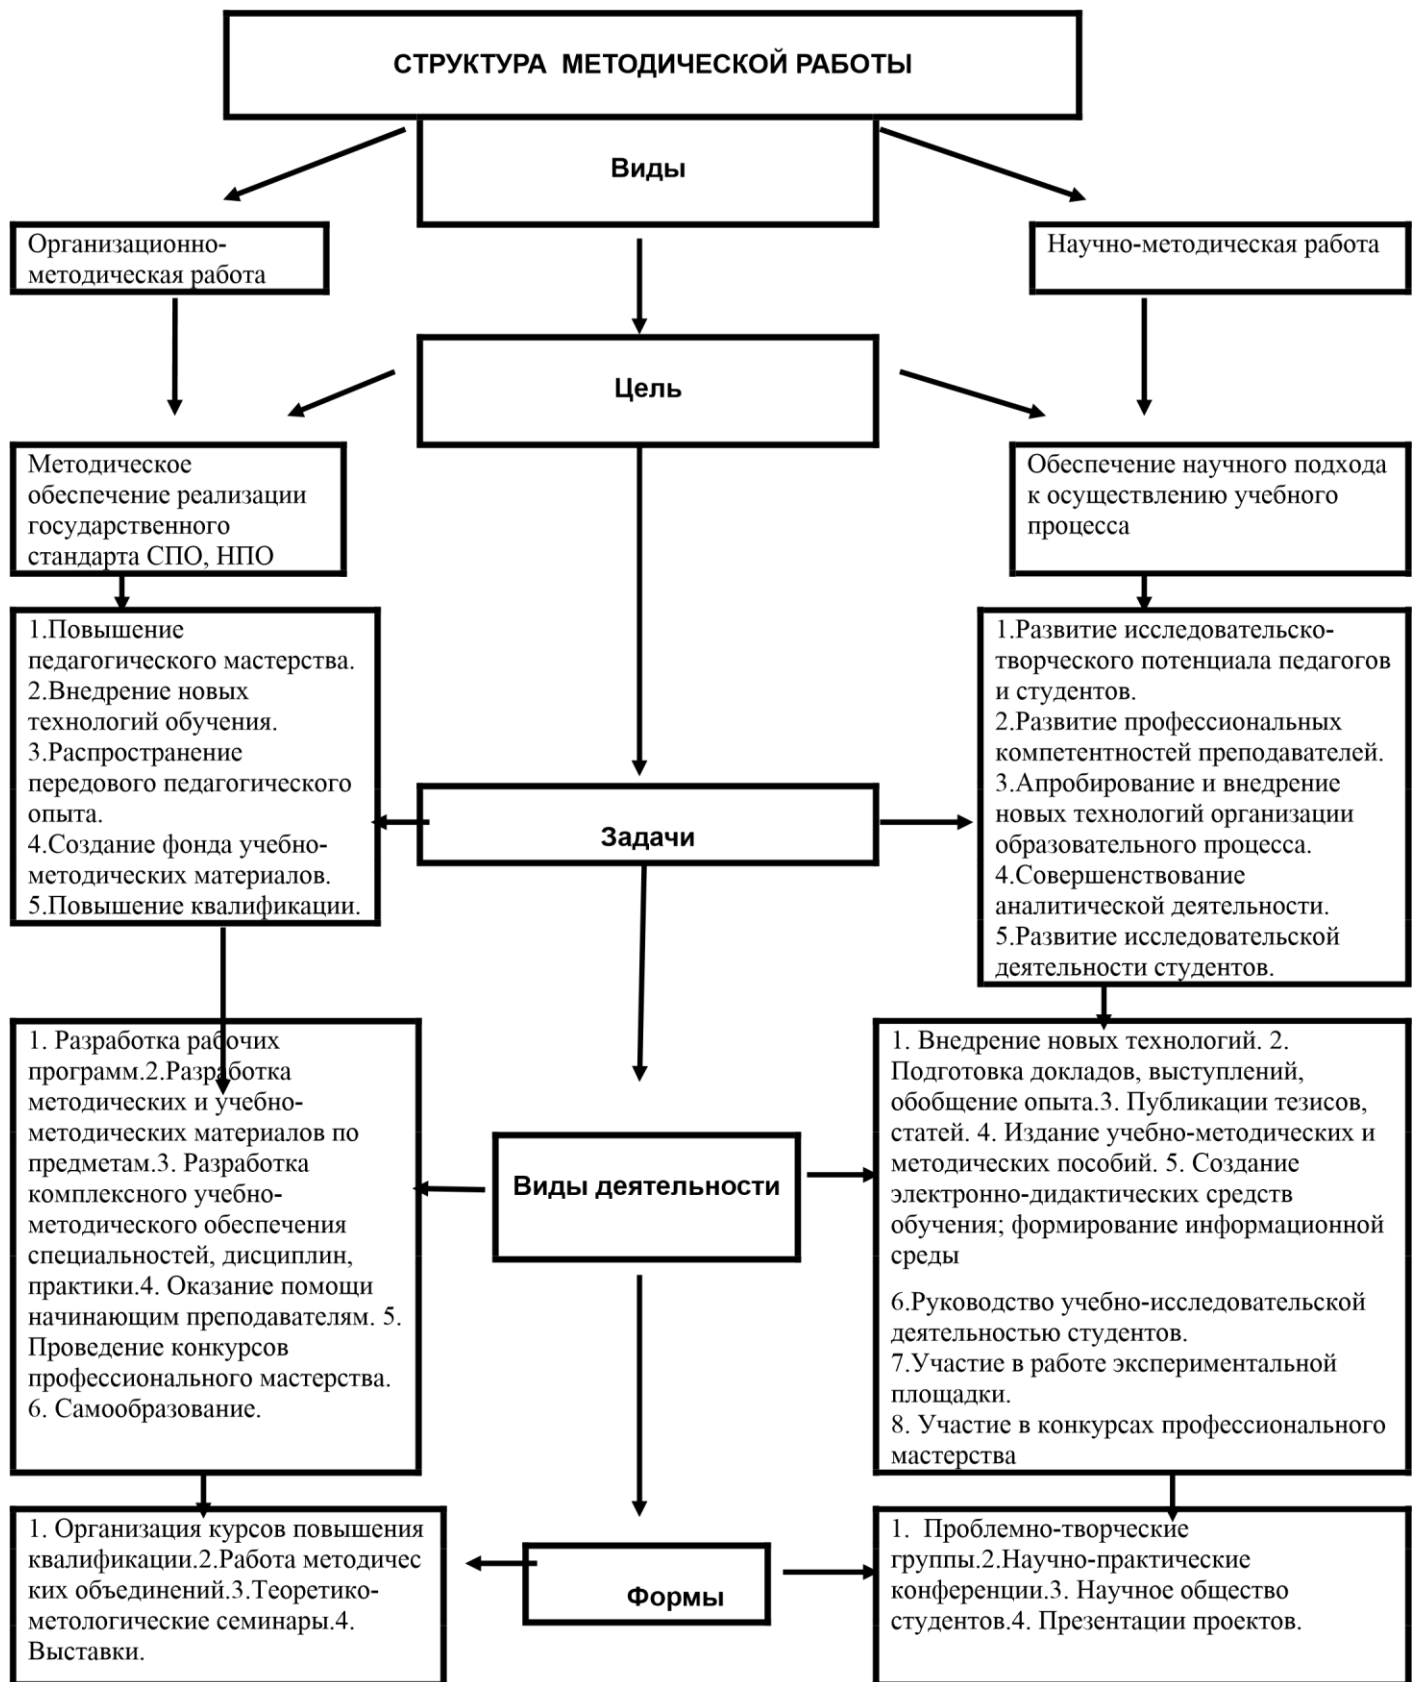 СТРУКТУРА МЕТОДИЧЕСКОЙ РАБОТЫ
Виды
Организационно-
методическая работа
Научно-методическая работа
Цель
Методическое
обеспечение реализации
государственного
стандарта СПО, НПО
Обеспечение научного подхода
к осуществлению учебного
процесса
1.Повышение
педагогического мастерства.
2.Внедрение новых
технологий обучения.
3.Распространение
передового педагогического
опыта.
4.Создание фонда учебно-
методических материалов.
5.Повышение квалификации.
Задачи
1.Развитие исследовательско-
творческого потенциала педагогов
и студентов.
2.Развитие профессиональных
компетентностей преподавателей.
3.Апробирование и внедрение
новых технологий организации
образовательного процесса.
4.Совершенствование
аналитической деятельности.
5.Развитие исследовательской
деятельности студентов.
1. Разработка рабочих
программ.2.Разработка
методических и учебно-
методических материалов по
предметам.3. Разработка
комплексного учебно-
методического обеспечения
специальностей, дисциплин,
практики.4. Оказание помощи
начинающим преподавателям. 5.
Проведение конкурсов
профессионального мастерства.
6. Самообразование.
Виды деятельности
1. Внедрение новых технологий. 2.
Подготовка докладов, выступлений,
обобщение опыта.3. Публикации тезисов,
статей. 4. Издание учебно-методических и
методических пособий. 5. Создание
электронно-дидактических средств
обучения; формирование информационной
среды
6.Руководство учебно-исследовательской
деятельностью студентов.
7.Участие в работе экспериментальной
площадки.
8. Участие в конкурсах профессионального
мастерства
1. Организация курсов повышения
квалификации.2.Работа методичес
ких объединений.3.Теоретико-
метологические семинары.4.
Выставки.
Формы
1. Проблемно-творческие
группы.2.Научно-практические
конференции.3. Научное общество
студентов.4. Презентации проектов.